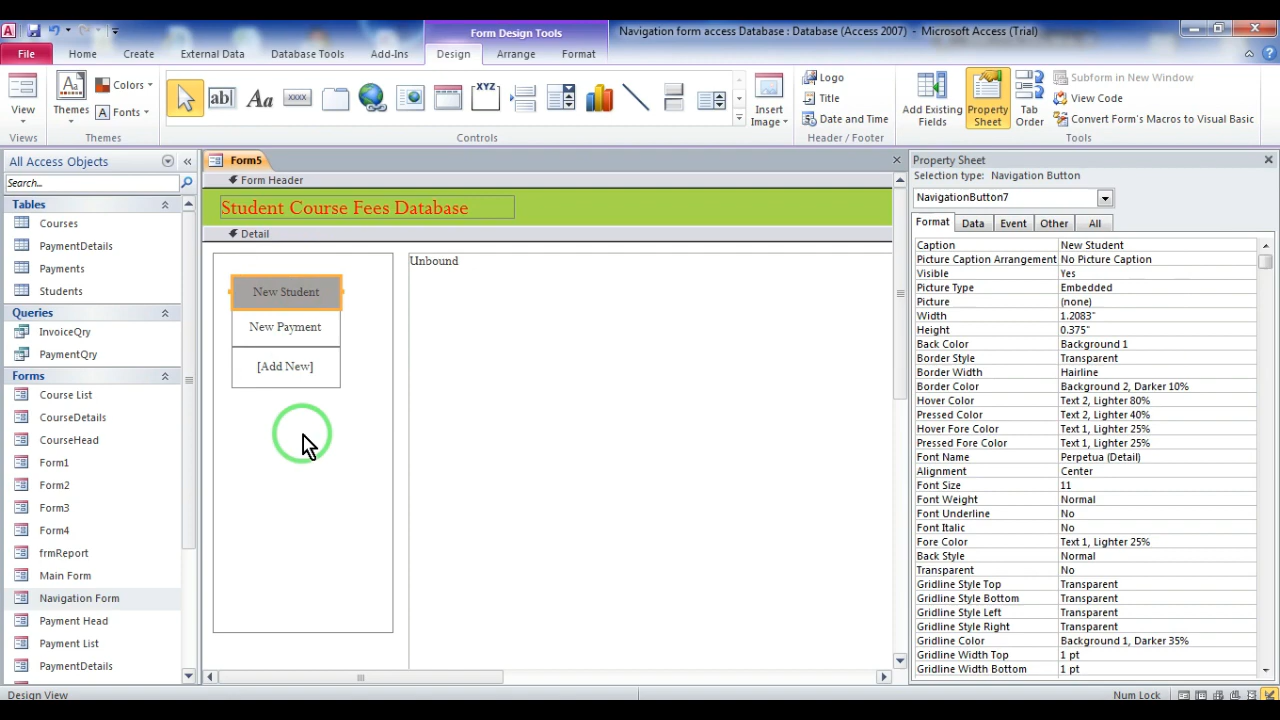 Form Design Tools
Navigation form access Database : Database (Access 2007) - Microsoft Access (Trial)
File Home Create External Data Database Tools Add-Ins Design Arrange Format
View
Themes
Colors
Fonts
ab|
Aa
xxxx
XYZ
Insert Image
Logo
Title
Date and Time
Add Existing Fields
Property Sheet
Tab Order
Subform in New Window
View Code
Convert Form's Macros to Visual Basic
Views Themes Controls Header / Footer Tools
All Access Objects
Search...
Tables
Courses
PaymentDetails
Payments
Students
Queries
InvoiceQry
PaymentQry
Forms
Course List
CourseDetails
CourseHead
Form1
Form2
Form3
Form4
frmReport
Main Form
Navigation Form
Payment Head
Payment List
PaymentDetails
Form5
Form Header
Student Course Fees Database
Detail
New Student
New Payment
[Add New]
Unbound
Property Sheet
Selection type: Navigation Button
NavigationButton7
Format Data Event Other All
Caption New Student
Picture Caption Arrangement No Picture Caption
Visible Yes
Picture Type Embedded
Picture (none)
Width 1.2083"
Height 0.375"
Back Color Background 1
Border Style Transparent
Border Width Hairline
Border Color Background 2, Darker 10%
Hover Color Text 2, Lighter 80%
Pressed Color Text 2, Lighter 40%
Hover Fore Color Text 1, Lighter 25%
Pressed Fore Color Text 1, Lighter 25%
Font Name Perpetua (Detail)
Alignment Center
Font Size 11
Font Weight Normal
Font Underline No
Font Italic No
Fore Color Text 1, Lighter 25%
Back Style Normal
Transparent No
Gridline Style Top Transparent
Gridline Style Bottom Transparent
Gridline Style Left Transparent
Gridline Style Right Transparent
Gridline Color Background 1, Darker 35%
Gridline Width Top 1 pt
Gridline Width Bottom 1 pt
Design View
Num Lock